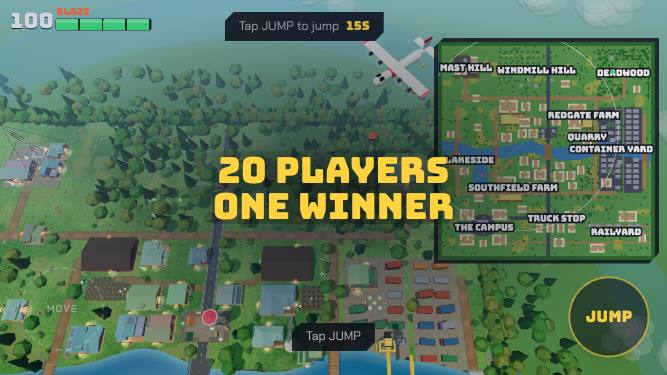 100
BLAZE
Tap JUMP to jump 15S
MAST HILL
WINDMILL HILL
DEADWOOD
REDGATE FARM
QUARRY
CONTAINER YARD
LAKESIDE
SOUTHFIELD FARM
TRUCK STOP
THE CAMPUS
RAILYARD
20 PLAYERS
ONE WINNER
MOVE
JUMP
Tap JUMP